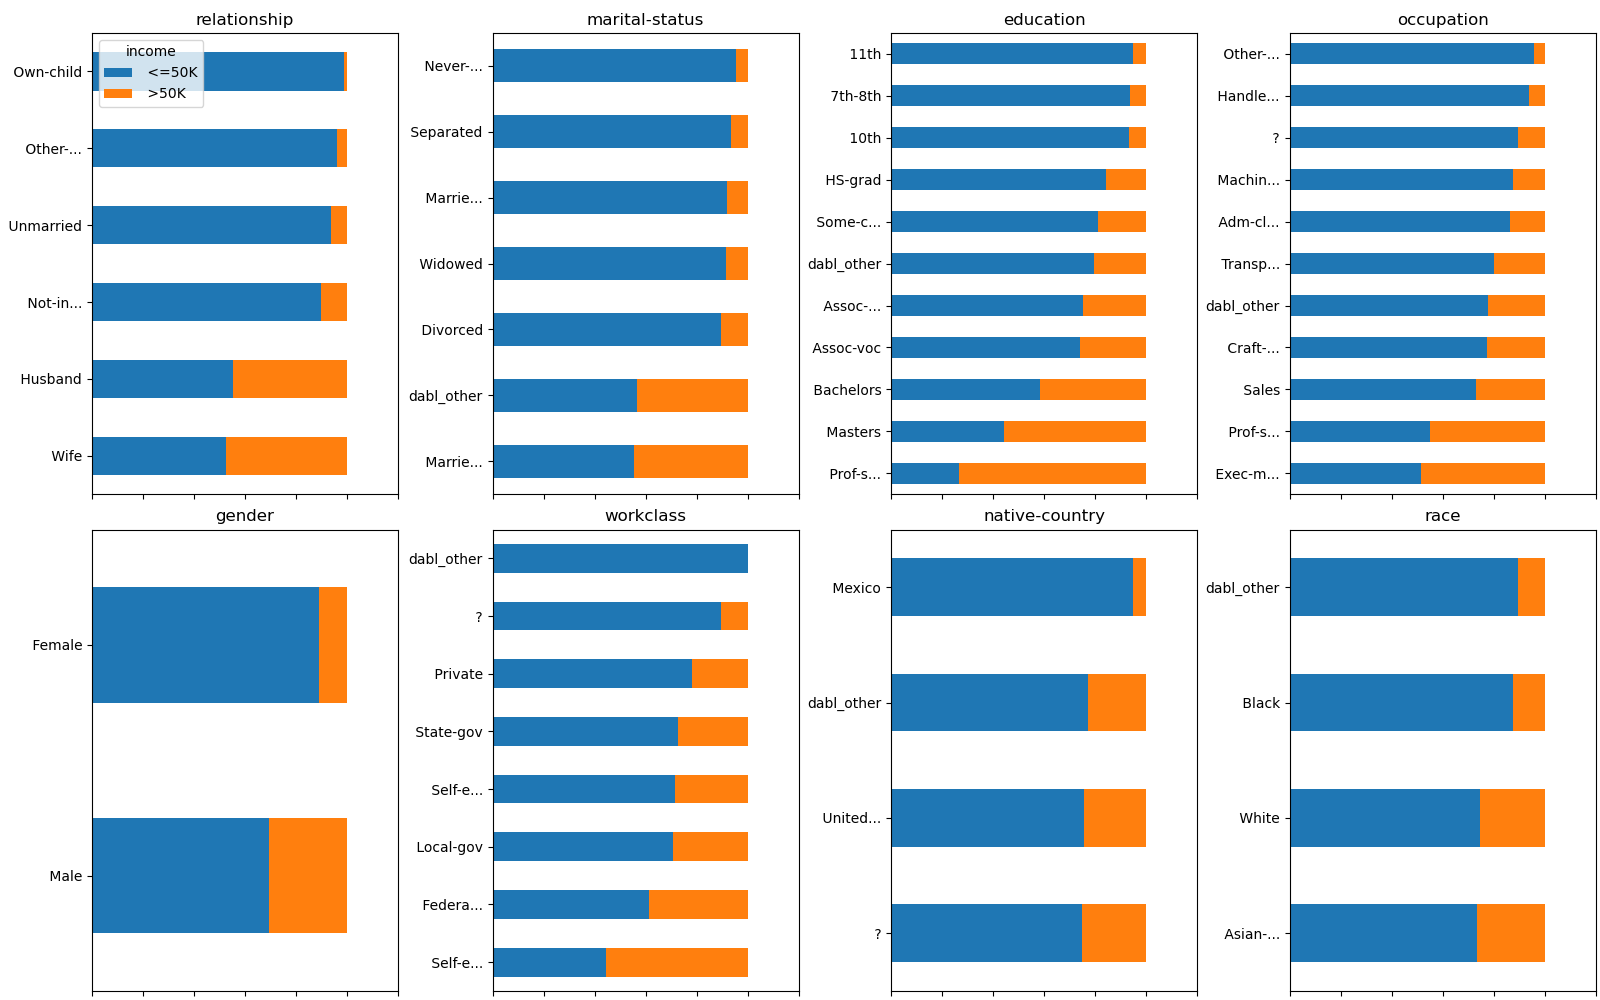 relationship
income
<=50K
>50K
Own-child
Other-...
Unmarried
Not-in...
Husband
Wife
marital-status
Never-...
Separated
Marrie...
Widowed
Divorced
dabl_other
Marrie...
education
11th
7th-8th
10th
HS-grad
Some-c...
dabl_other
Assoc-...
Assoc-voc
Bachelors
Masters
Prof-s...
occupation
Other-...
Handle...
?
Machin...
Adm-cl...
Transp...
dabl_other
Craft-...
Sales
Prof-s...
Exec-m...
gender
Female
Male
workclass
dabl_other
?
Private
State-gov
Self-e...
Local-gov
Federa...
Self-e...
native-country
Mexico
dabl_other
United...
?
race
dabl_other
Black
White
Asian-...